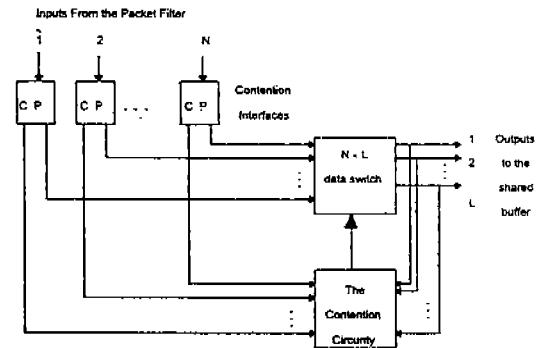 Inputs From the Packet Filter
1 2 N
C P C P . . . C P
Contention
Interfaces
N × L
data switch
1 Outputs
2 to the
shared
L buffer
The
Contention
Circunty